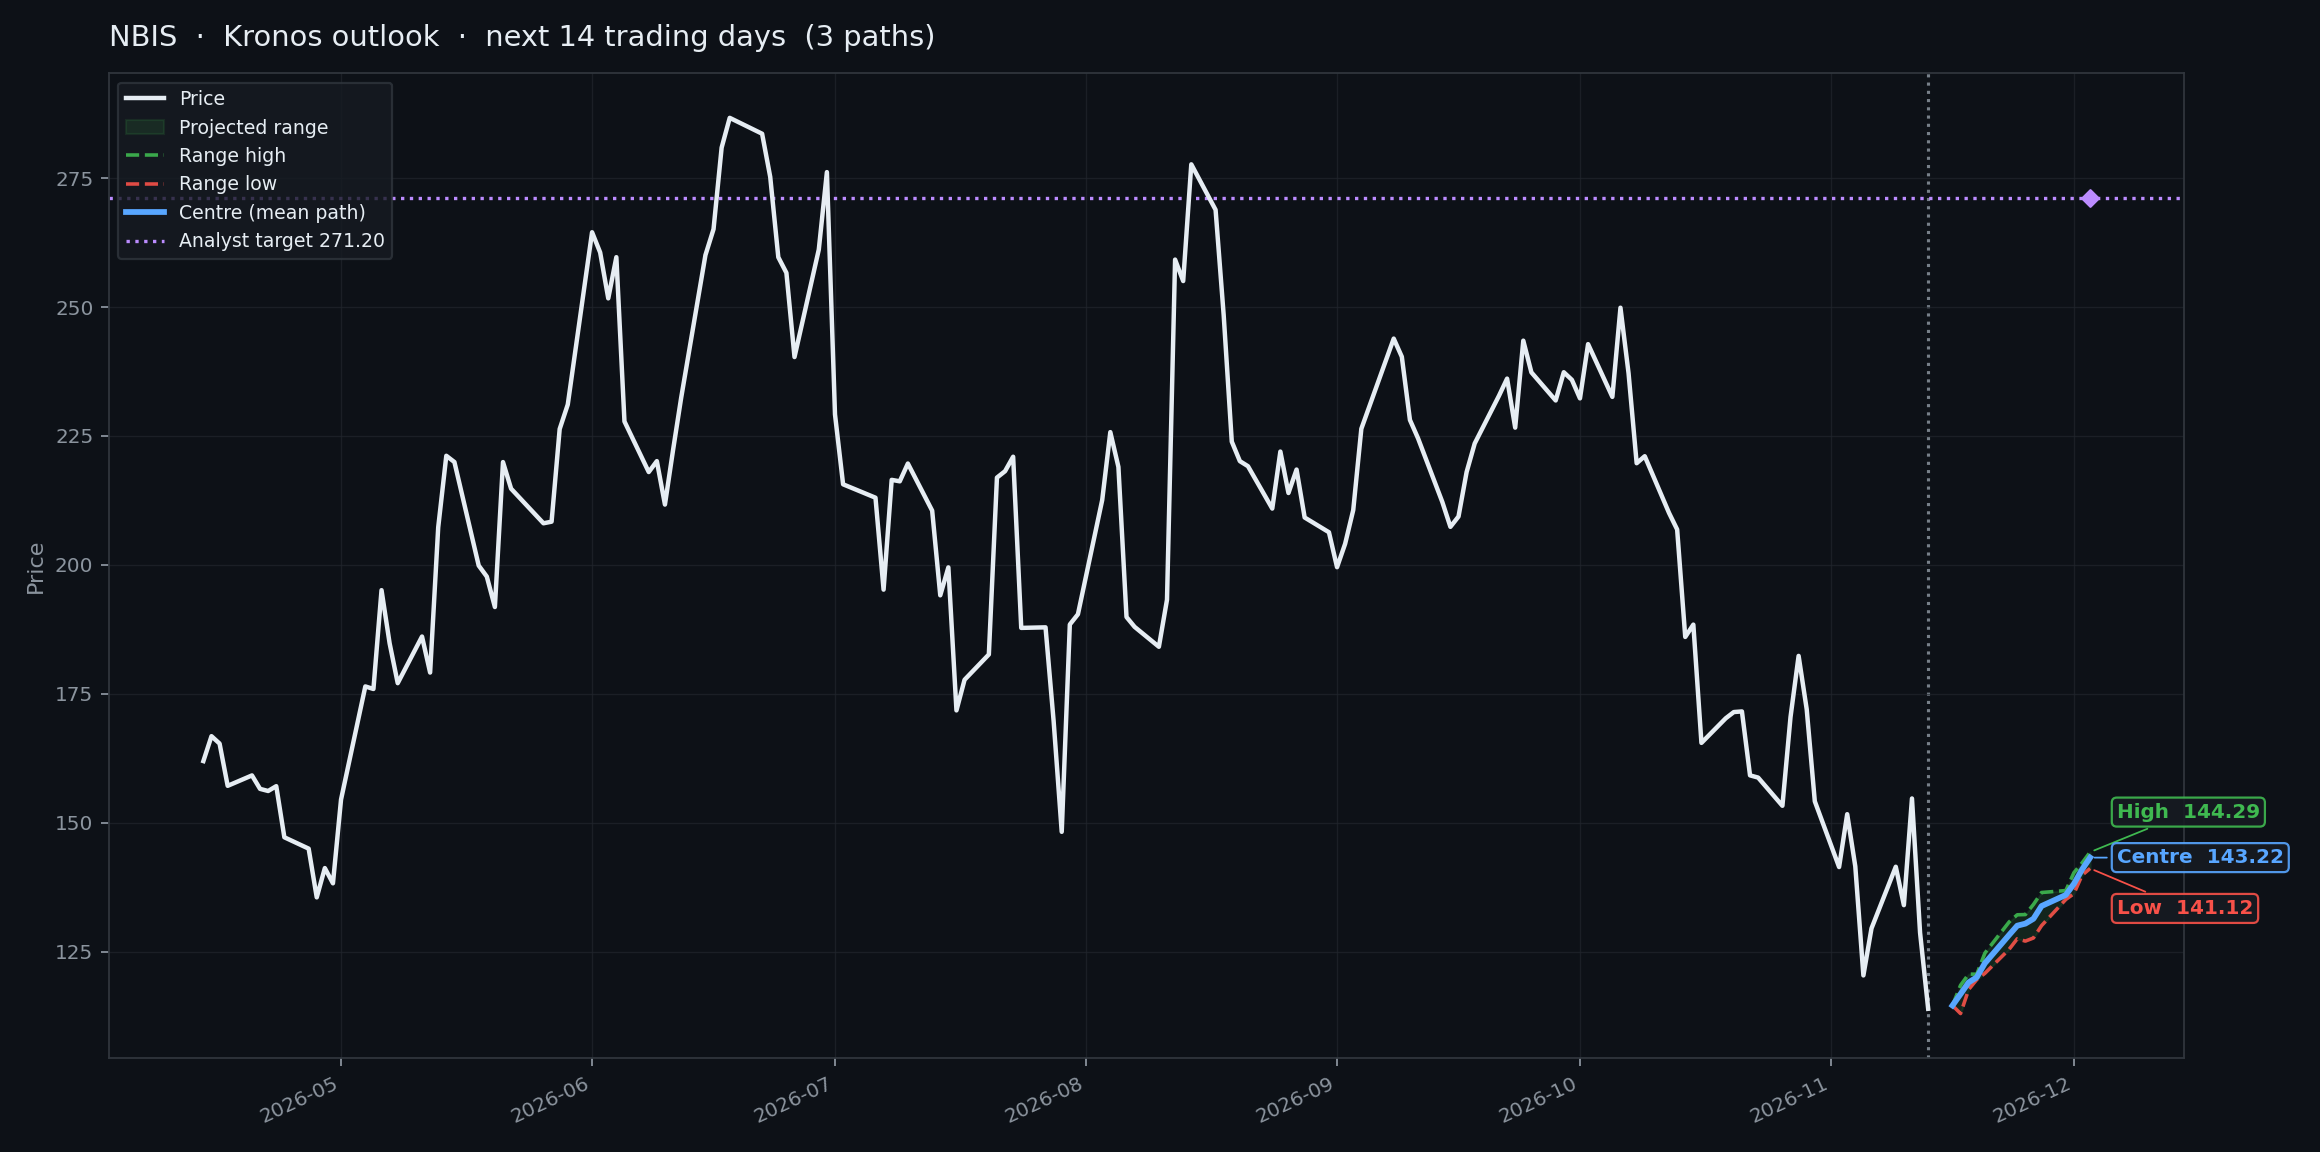 NBIS · Kronos outlook · next 14 trading days (3 paths)
Price
Projected range
Range high
Range low
Centre (mean path)
Analyst target 271.20
275
250
225
200
175
150
125
Price
High 144.29
Centre 143.22
Low 141.12
2026-05
2026-06
2026-07
2026-08
2026-09
2026-10
2026-11
2026-12